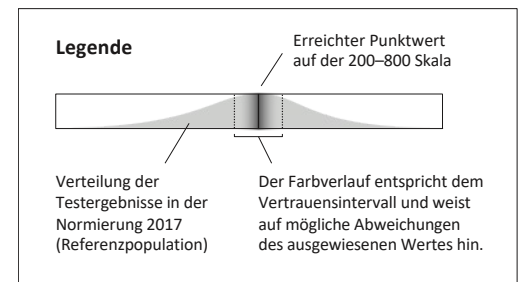 Legende
Erreichter Punktwert
auf der 200–800 Skala
Verteilung der
Testergebnisse in der
Normierung 2017
(Referenzpopulation)
Der Farbverlauf entspricht dem
Vertrauensintervall und weist
auf mögliche Abweichungen
des ausgewiesenen Wertes hin.